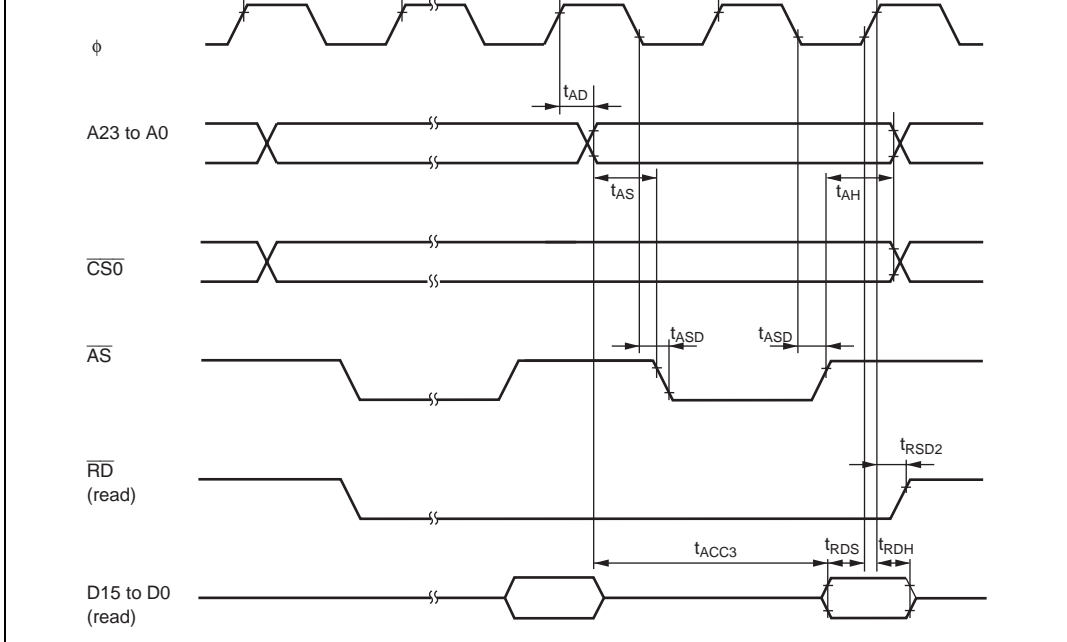 φ
tAD
A23 to A0
tAS
tAH
CS0
AS
tASD
tASD
tRSD2
RD
(read)
tACC3
tRDS
tRDH
D15 to D0
(read)